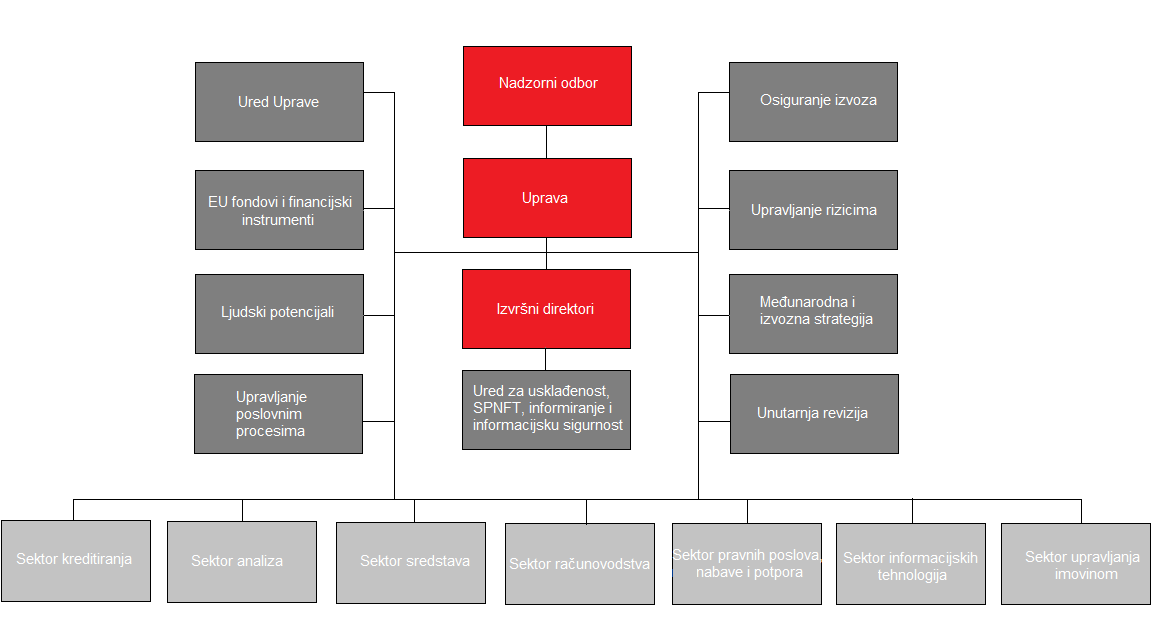 Nadzorni odbor
Ured Uprave
Osiguranje izvoza
Uprava
EU fondovi i financijski
instrumenti
Upravljanje rizicima
Izvršni direktori
Ljudski potencijali
Međunarodna i
izvozna strategija
Ured za usklađenost,
SPNFT, informiranje i
informacijsku sigurnost
Upravljanje
poslovnim
procesima
Unutarnja revizija
Sektor kreditiranja
Sektor analiza
Sektor sredstava
Sektor računovodstva
Sektor pravnih poslova,
nabave i potpora
Sektor informacijskih
tehnologija
Sektor upravljanja
imovinom